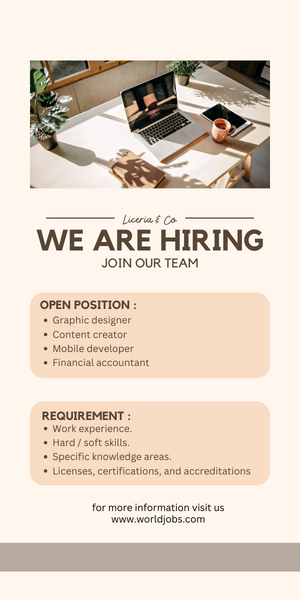 Liceria & Co
WE ARE HIRING
JOIN OUR TEAM
OPEN POSITION :
• Graphic designer
• Content creator
• Mobile developer
• Financial accountant
REQUIREMENT :
• Work experience.
• Hard / soft skills.
• Specific knowledge areas.
• Licenses, certifications, and accreditations
for more information visit us
www.worldjobs.com